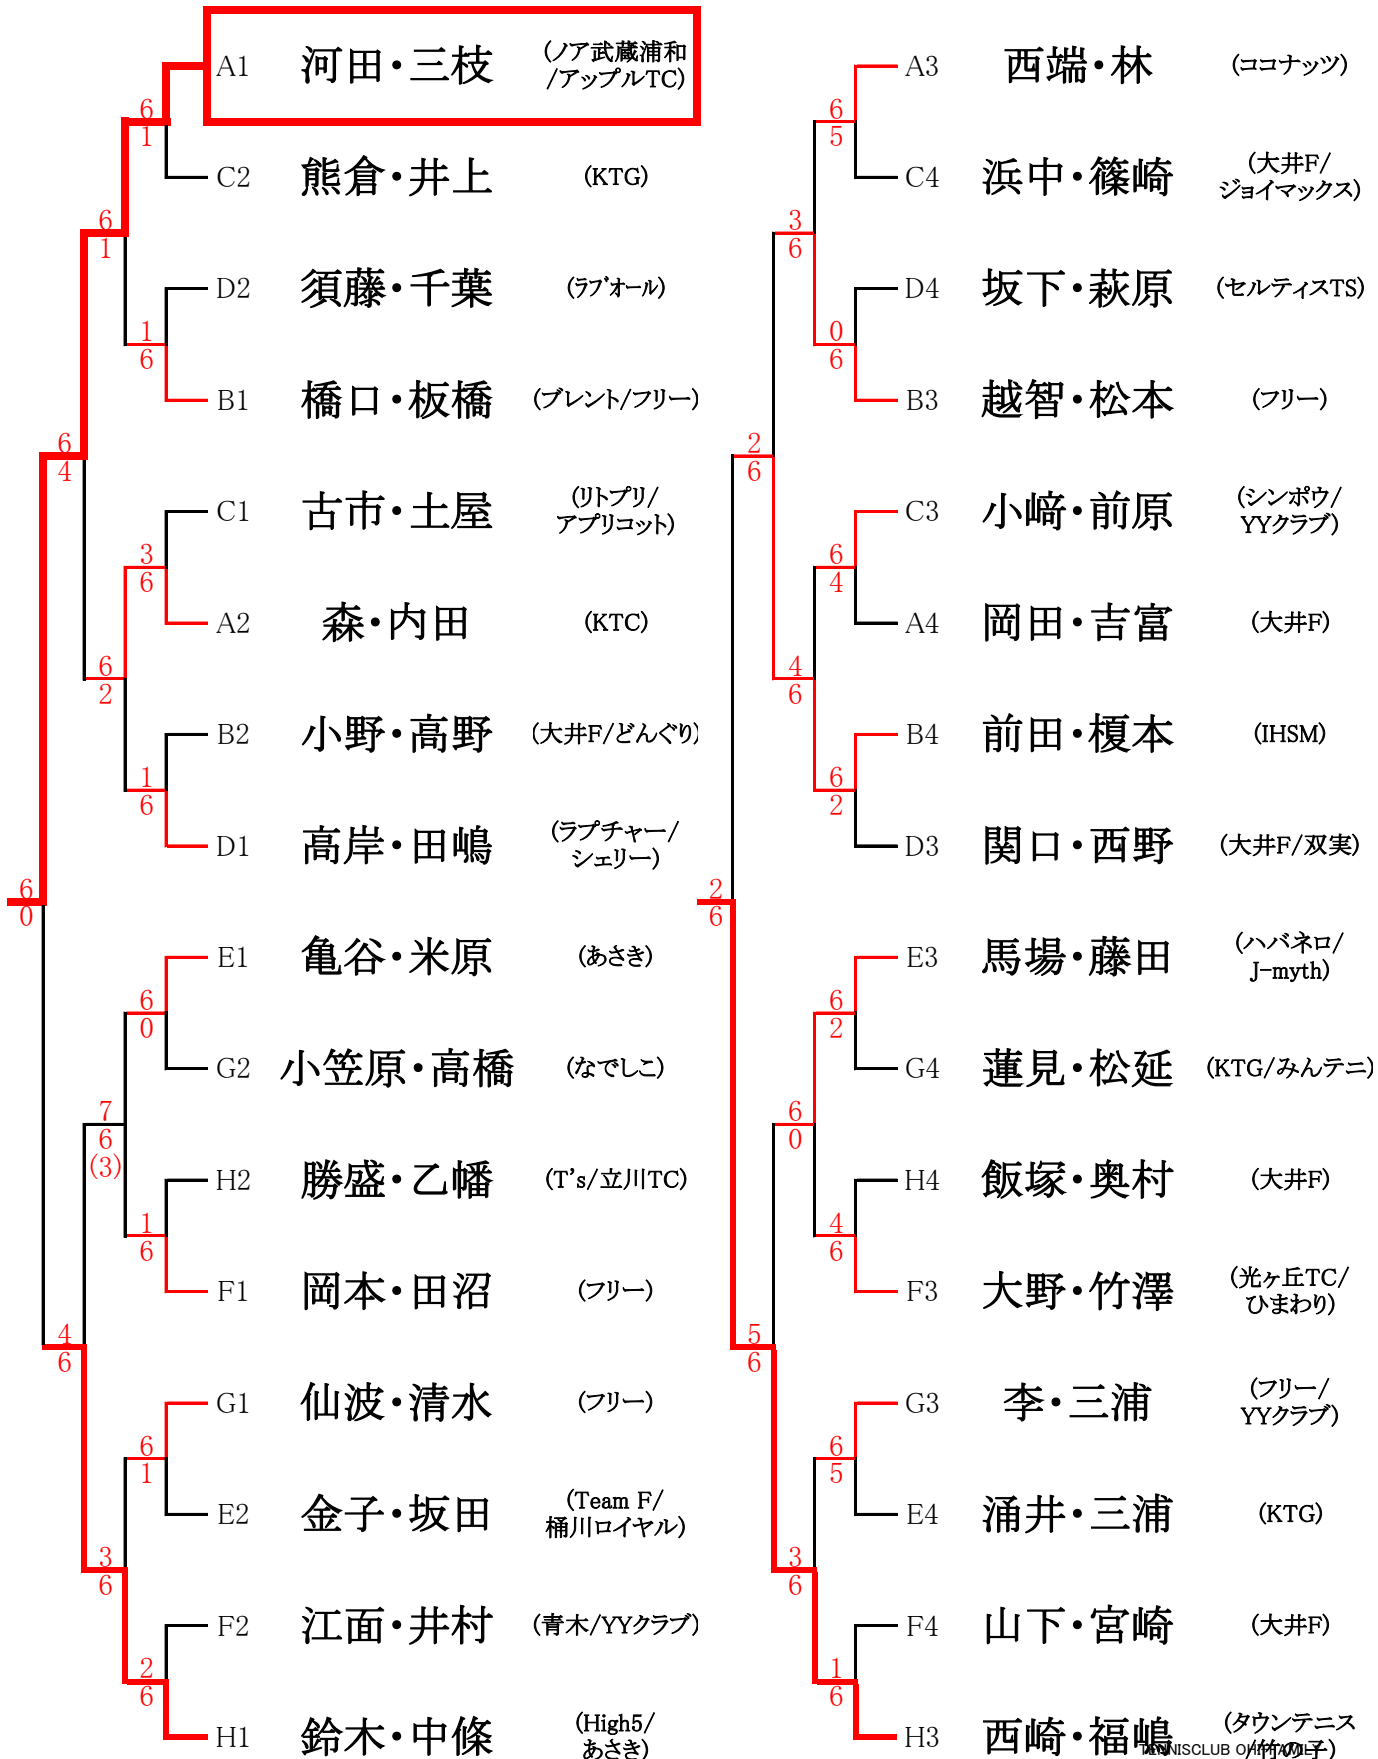 A1 河田・三枝 (ノア武蔵浦和
/アップルTC)
6
1
C2 熊倉・井上 (KTG)
6
1
D2 須藤・千葉 (ラブオール)
1
6
B1 橋口・板橋 (ブレント/フリー)
6
4
C1 古市・土屋 (リトプリ/
アプリコット)
3
6
A2 森・内田 (KTC)
6
2
B2 小野・高野 (大井F/どんぐり)
1
6
D1 高岸・田嶋 (ラプチャー/
シェリー)
6
0
E1 亀谷・米原 (あさき)
6
0
G2 小笠原・高橋 (なでしこ)
7
6
(3)
H2 勝盛・乙幡 (T's/立川TC)
1
6
F1 岡本・田沼 (フリー)
4
6
G1 仙波・清水 (フリー)
6
1
E2 金子・坂田 (Team F/
桶川ロイヤル)
3
6
F2 江面・井村 (青木/YYクラブ)
2
6
H1 鈴木・中條 (High5/
あさき)
A3 西端・林 (ココナッツ)
6
5
C4 浜中・篠崎 (大井F/
ジョイマックス)
3
6
D4 坂下・萩原 (セルティスTS)
0
6
B3 越智・松本 (フリー)
2
6
C3 小﨑・前原 (シンポウ/
YYクラブ)
6
4
A4 岡田・吉富 (大井F)
4
6
B4 前田・榎本 (IHSM)
6
2
D3 関口・西野 (大井F/双実)
2
6
E3 馬場・藤田 (ハバネロ/
J-myth)
6
2
G4 蓮見・松延 (KTG/みんテニ)
6
0
H4 飯塚・奥村 (大井F)
4
6
F3 大野・竹澤 (光ヶ丘TC/
ひまわり)
5
6
G3 李・三浦 (フリー/
YYクラブ)
6
5
E4 涌井・三浦 (KTG)
3
6
F4 山下・宮崎 (大井F)
1
6
H3 西崎・福嶋 (タウンテニス
/竹の子)
TENNISCLUB OHI FAMILY